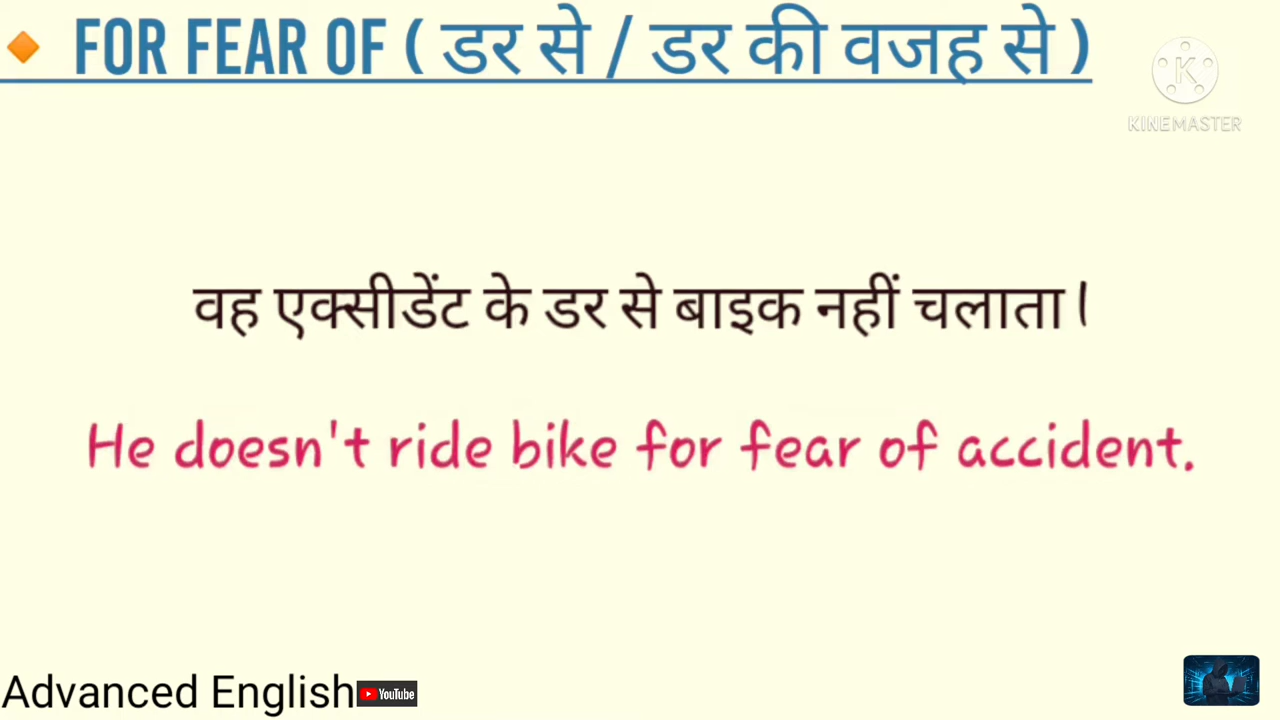 FOR FEAR OF ( डर से / डर की वजह से )
KINEMASTER
वह एक्सीडेंट के डर से बाइक नहीं चलाता।
He doesn't ride bike for fear of accident.
Advanced English YouTube